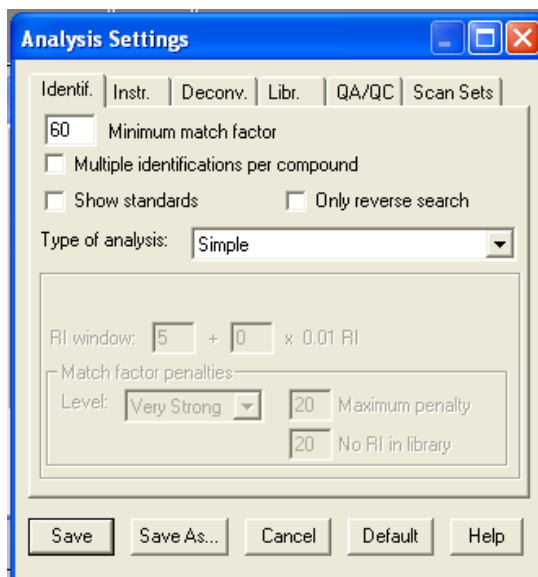 Analysis Settings
Identif. Instr. Deconv. Libr. QA/QC Scan Sets
60 Minimum match factor
Multiple identifications per compound
Show standards Only reverse search
Type of analysis: Simple
RI window: 5 + 0 x 0.01 RI
Match factor penalties
Level: Very Strong 20 Maximum penalty
20 No RI in library
Save Save As... Cancel Default Help